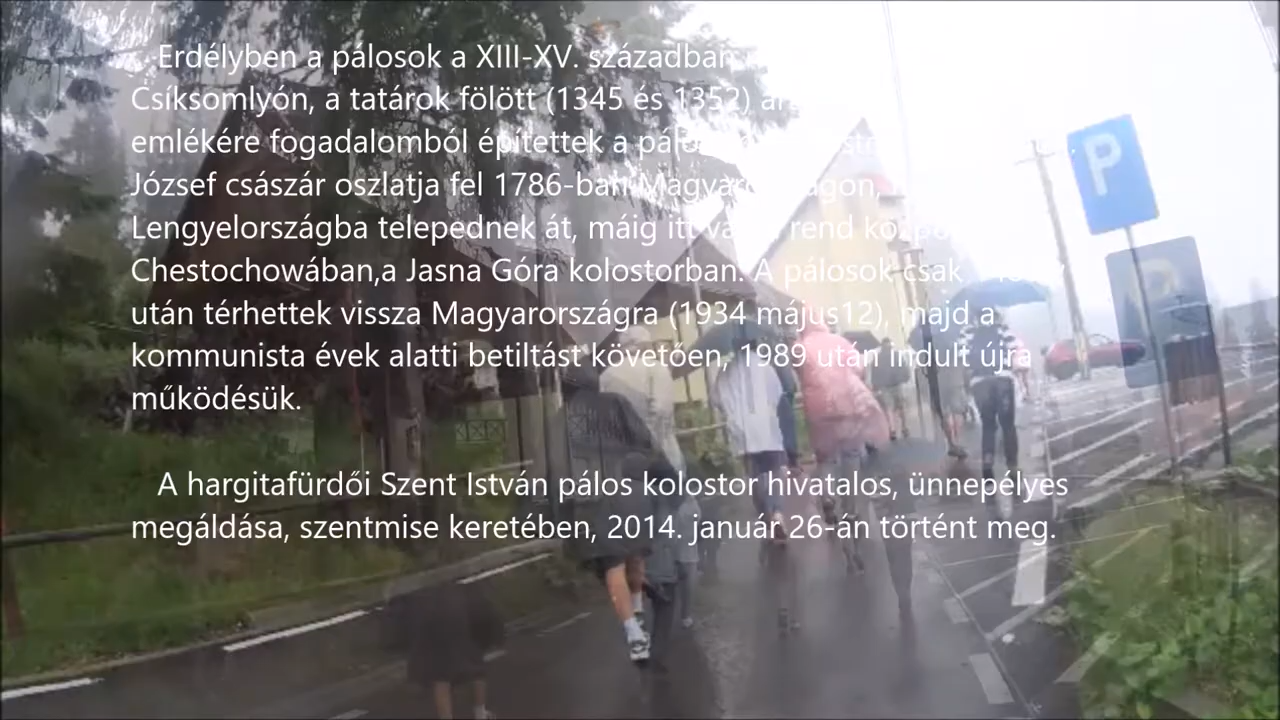 Erdélyben a pálosok a XIII-XV. században
Csíksomlyón, a tatárok fölött (1345 és 1352)
emlékére fogadalomból építettek a
József császár oszlatja fel 1786-ban Magyarországon,
Lengyelországba telepednek át, máig itt van a rend
Chestochowában,a Jasna Góra kolostorban. A pálosok csak
után térhettek vissza Magyarországra (1934 május12), majd a
kommunista évek alatti betiltást követően, 1989 után indult újra
működésük.
A hargitafürdői Szent István pálos kolostor hivatalos, ünnepélyes
megáldása, szentmise keretében, 2014. január 26-án történt meg.
P